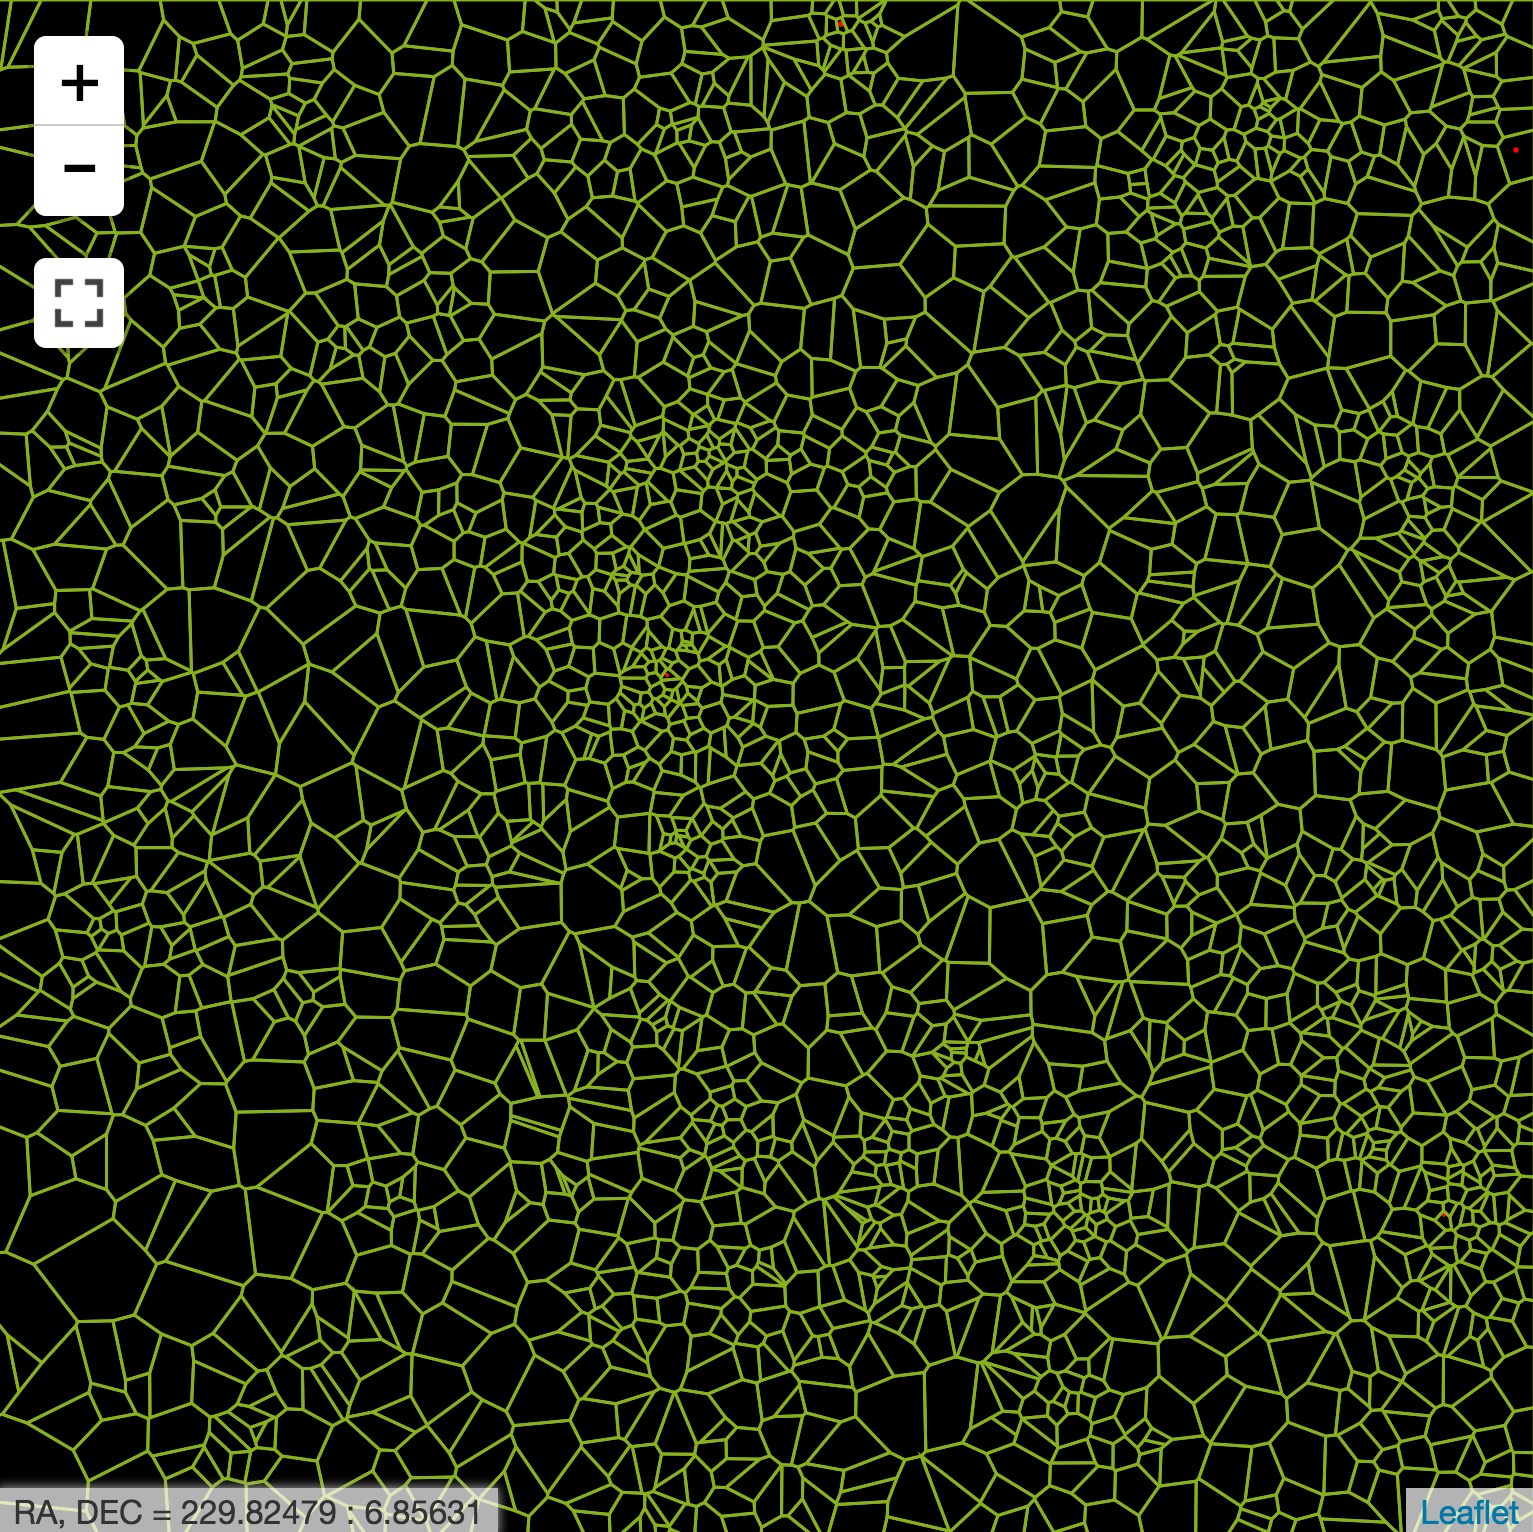 +
−
RA, DEC = 229.82479 : 6.85631
Leaflet